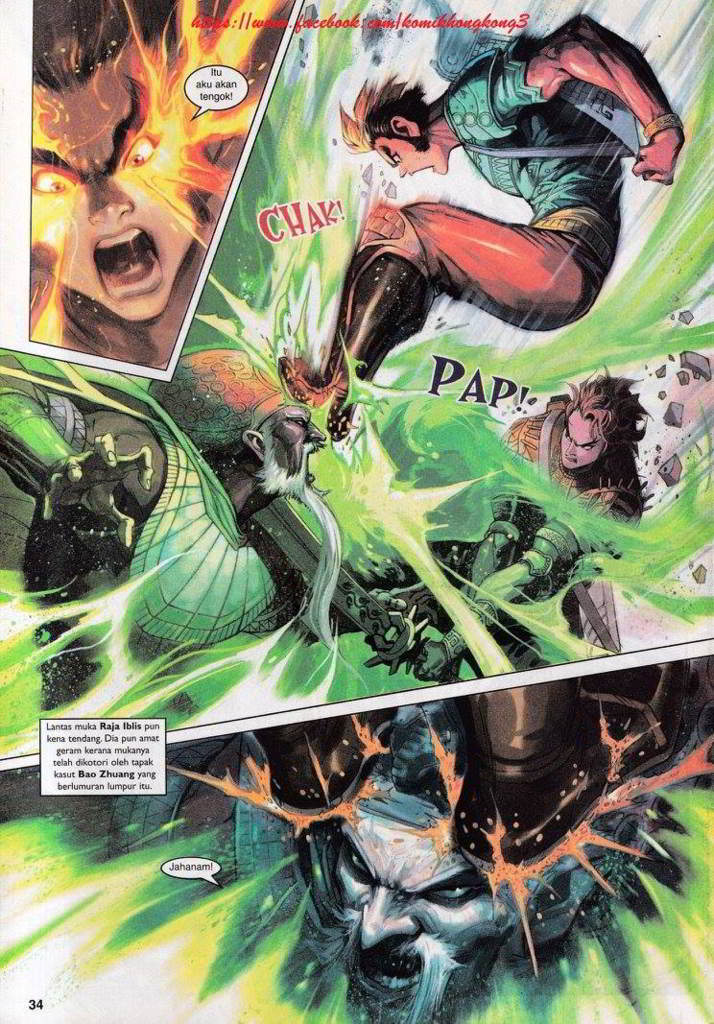 https://www.facebook.com/komikhongkong3
Itu
aku akan
tengok!
CHAK!
PAP!
Lantas muka Raja Iblis pun
kena tendang. Dia pun amat
geram kerana mukanya
telah dikotori oleh tapak
kasut Bao Zhuang yang
berlumuran lumpur itu.
Jahanam!
34